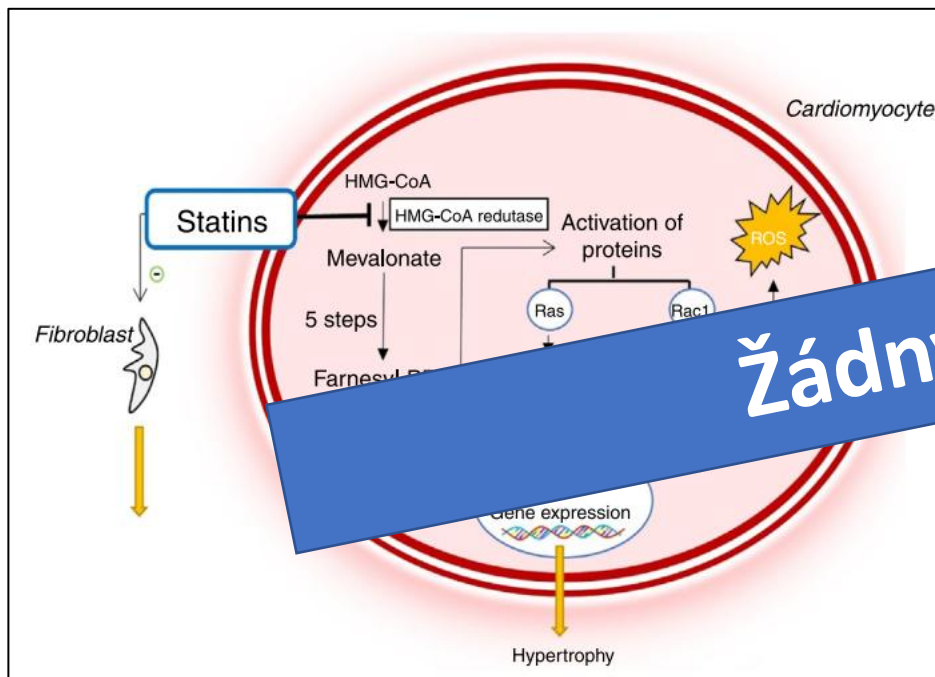 Cardiomyocyte
HMG-CoA
Statins
HMG-CoA redutase
Activation of
proteins
ROS
Mevalonate
Ras
Rac1
5 steps
Fibroblast
Farnesyl
Gene expression
Hypertrophy